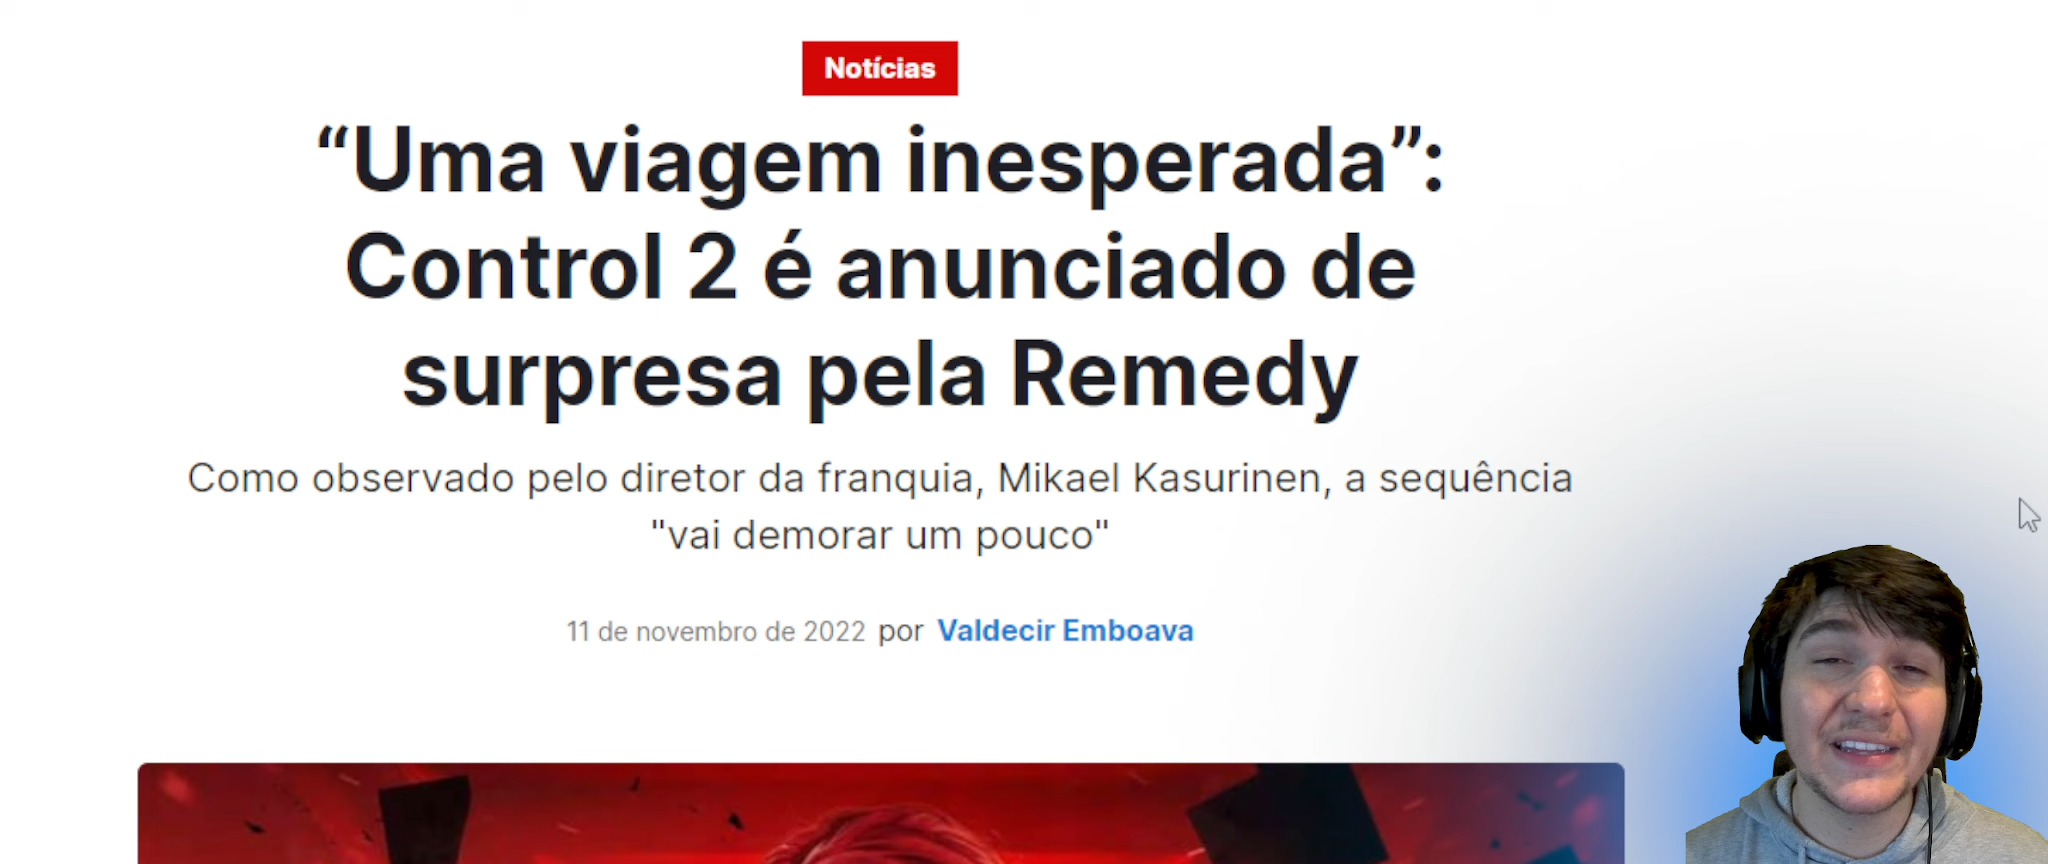 Notícias
“Uma viagem inesperada”:
Control 2 é anunciado de
surpresa pela Remedy
Como observado pelo diretor da franquia, Mikael Kasurinen, a sequência
"vai demorar um pouco"
11 de novembro de 2022 por Valdecir Emboava